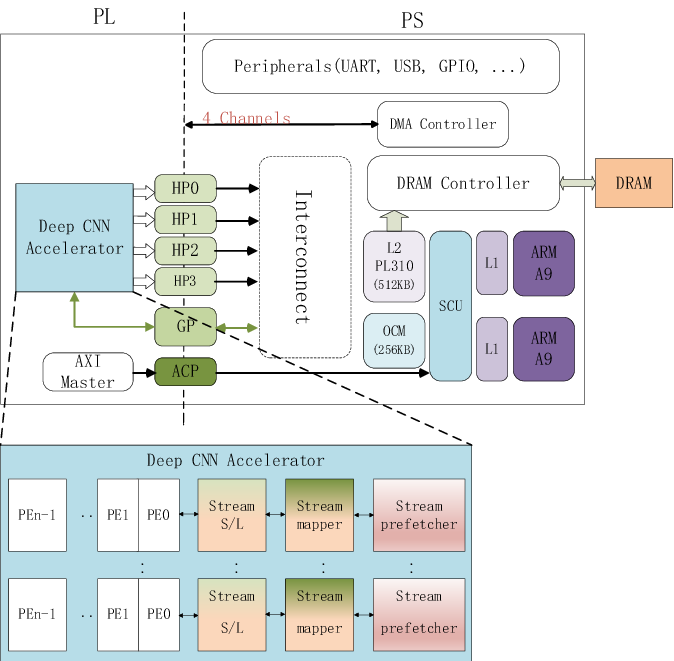 PL
PS
Peripherals(UART, USB, GPIO, ...)
4 Channels
DMA Controller
DRAM Controller
DRAM
Deep CNN
Accelerator
HP0
HP1
HP2
HP3
GP
ACP
Interconnect
L2
PL310
(512KB)
OCM
(256KB)
SCU
L1
ARM
A9
L1
ARM
A9
AXI
Master
Deep CNN Accelerator
PEn-1
..
PE1
PE0
Stream
S/L
Stream
mapper
Stream
prefetcher
:
:
:
:
PEn-1
..
PE1
PE0
Stream
S/L
Stream
mapper
Stream
prefetcher